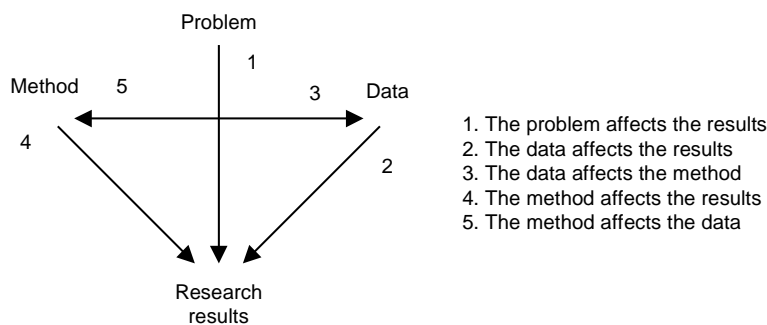 Problem
1
Method
5
3
Data
4
2
Research
results
1. The problem affects the results
2. The data affects the results
3. The data affects the method
4. The method affects the results
5. The method affects the data